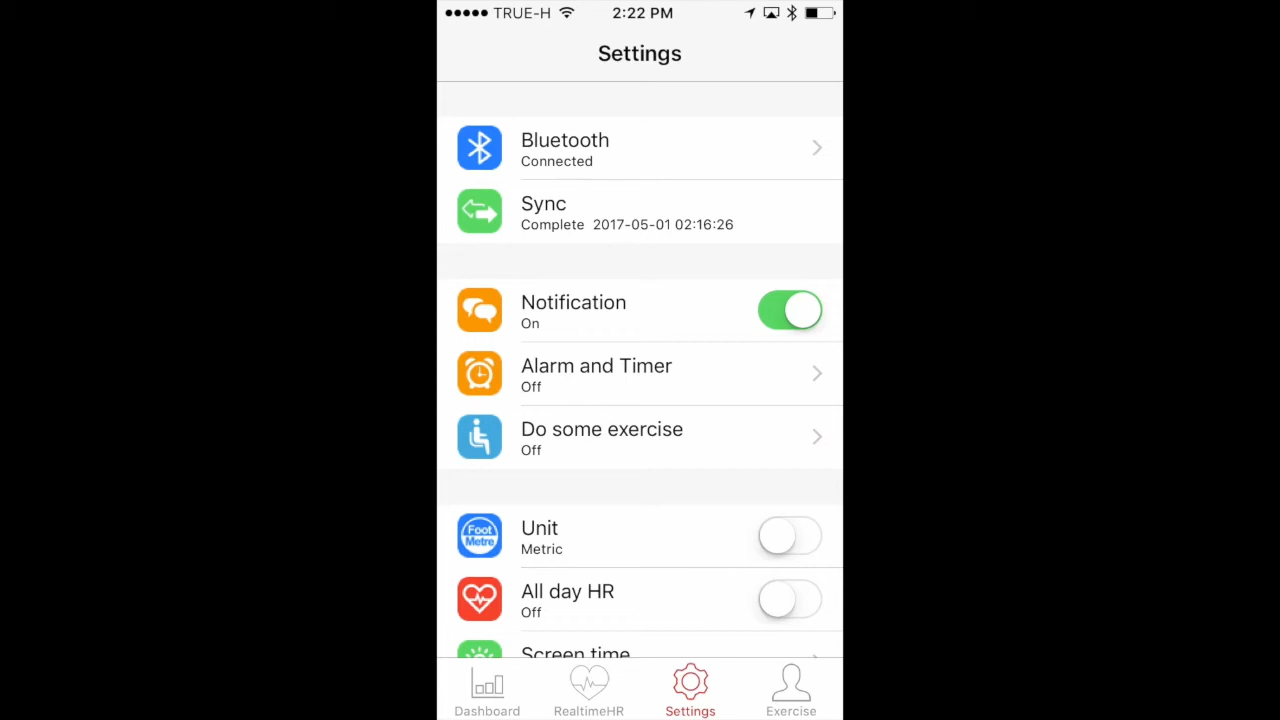 TRUE-H 2:22 PM
Settings
Bluetooth
Connected
Sync
Complete 2017-05-01 02:16:26
Notification
On
Alarm and Timer
Off
Do some exercise
Off
Foot
Metre
Unit
Metric
All day HR
Off
Screen time
Dashboard RealtimeHR Settings Exercise